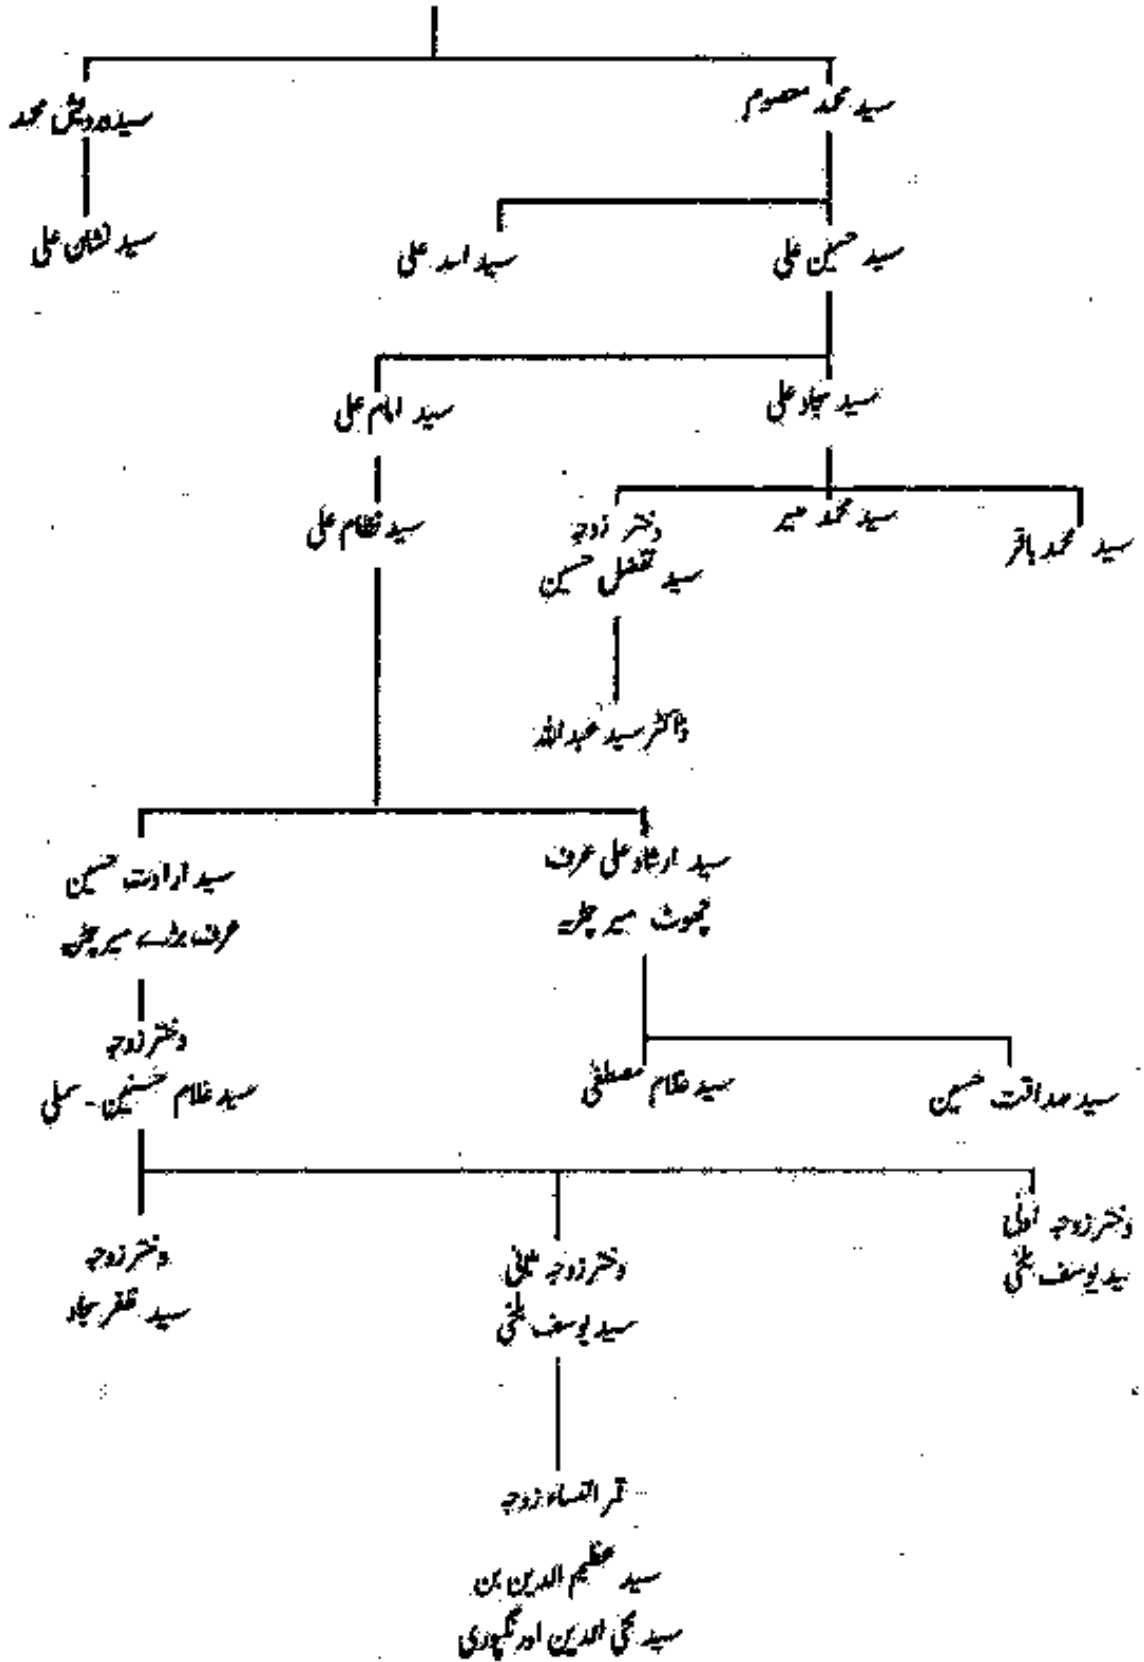 سید محمد معصوم
سید درویش محمد
سید حسین علی
سید اسد علی
سید نشان علی
سید سجاد علی
سید امام علی
سید محمد باقر
سید محمد میر
دختر زوجہ
سید تفضل حسین
سید نظام علی
ڈاکٹر سید عبد اللہ
سید ارشاد علی عرف
چھوٹے میر
سید ارادت حسین
عرف بڑے میر
سید صداقت حسین
سید غلام مصطفٰی
دختر زوجہ
سید غلام حسنین - سملی
دختر زوجہ اولیٰ
سید یوسف بلخی
دختر زوجہ ثانی
سید یوسف بلخی
دختر زوجہ
سید ظفر سجاد
قمر النساء زوجہ
سید عظیم الدین بن
سید محی الدین اورنگپوری